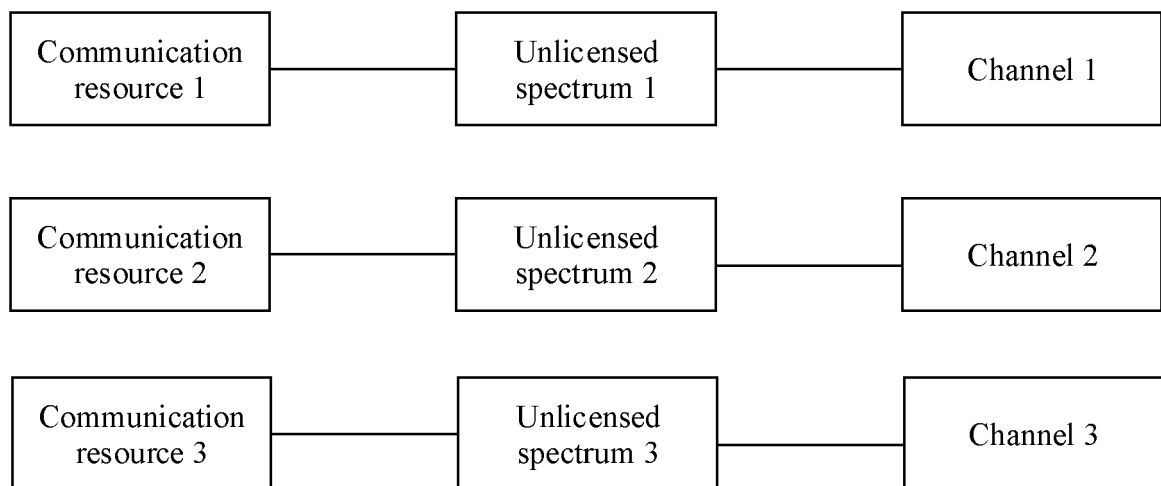 Communication
resource 1
Unlicensed
spectrum 1
Channel 1
Communication
resource 2
Unlicensed
spectrum 2
Channel 2
Communication
resource 3
Unlicensed
spectrum 3
Channel 3